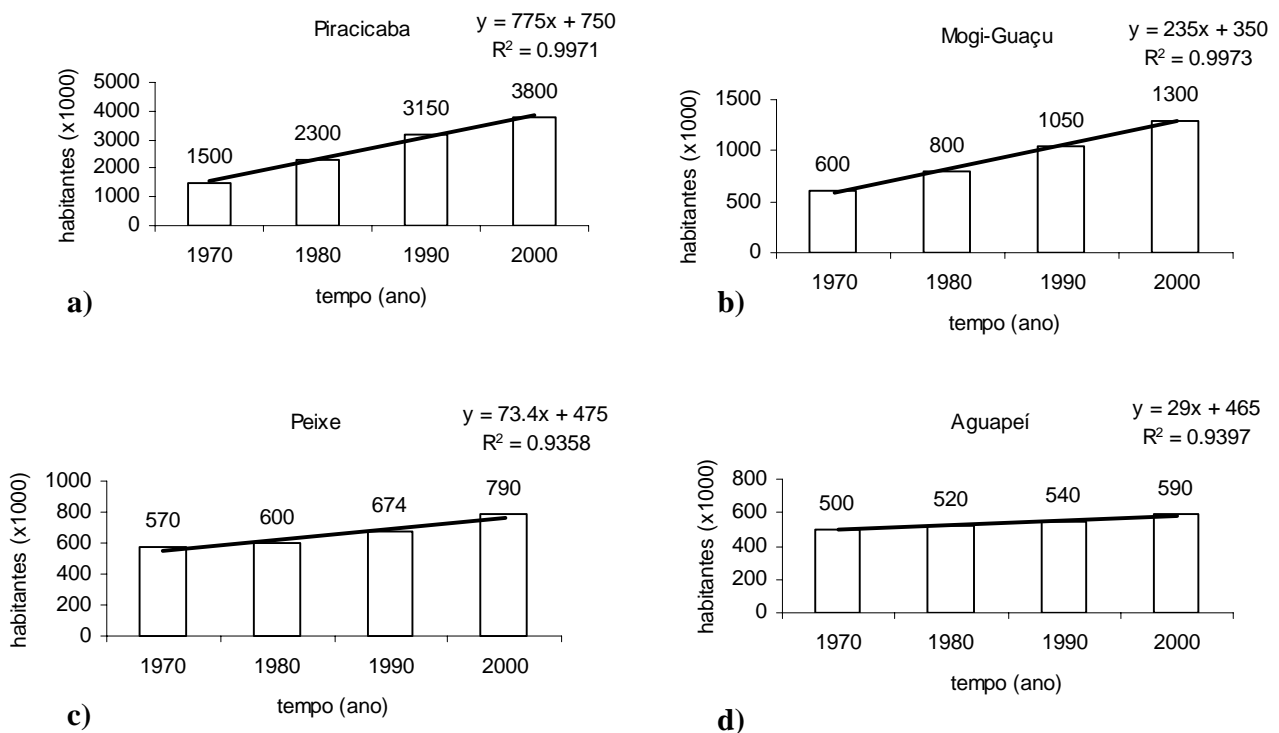 Piracicaba
y = 775x + 750
R² = 0.9971
habitantes (x1000)
5000
4000
3000
2000
1000
0
1500
2300
3150
3800
1970
1980
1990
2000
tempo (ano)
a)
Mogi-Guaçu
y = 235x + 350
R² = 0.9973
habitantes (x1000)
1500
1000
500
0
600
800
1050
1300
1970
1980
1990
2000
tempo (ano)
b)
Peixe
y = 73.4x + 475
R² = 0.9358
habitantes (x1000)
1000
800
600
400
200
0
570
600
674
790
1970
1980
1990
2000
tempo (ano)
c)
Aguapeí
y = 29x + 465
R² = 0.9397
habitantes (x1000)
800
600
400
200
0
500
520
540
590
1970
1980
1990
2000
tempo (ano)
d)